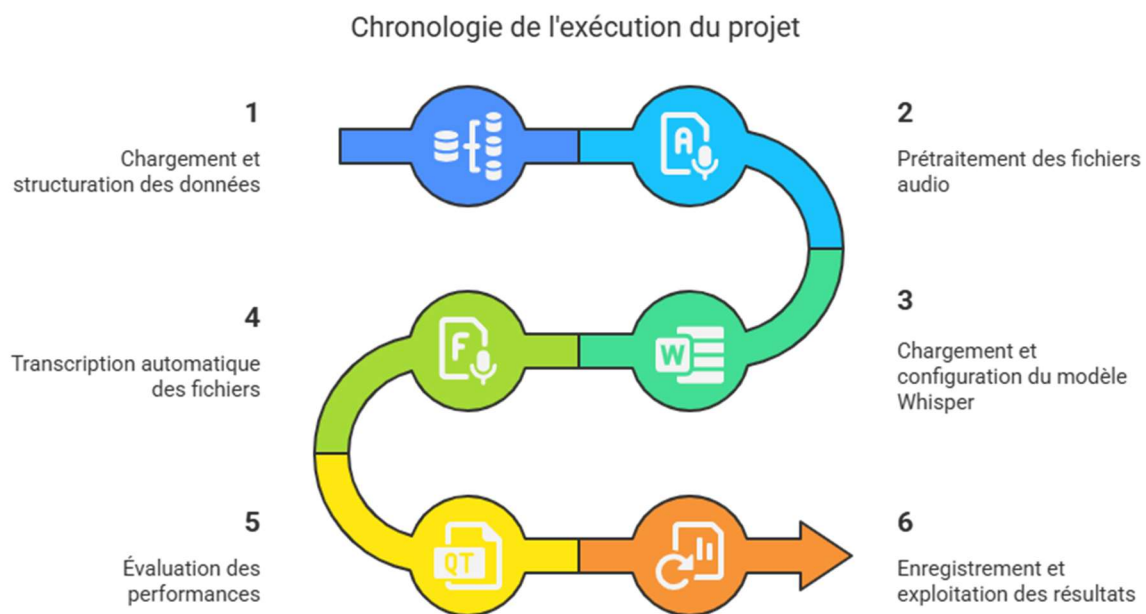 Chronologie de l'exécution du projet
1
Chargement et
structuration des données
A
2
Prétraitement des fichiers
audio
4
Transcription automatique
des fichiers
F
W
3
Chargement et
configuration du modèle
Whisper
5
Évaluation des
performances
QT
6
Enregistrement et
exploitation des résultats